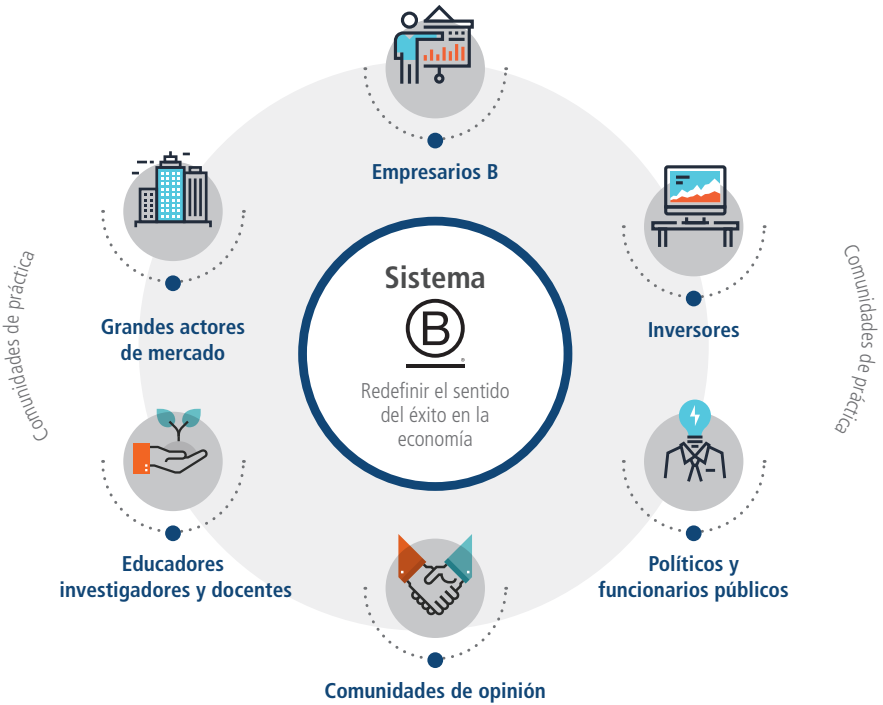 Empresarios B
Comunidades de práctica
Grandes actores
de mercado
Sistema
B
Redefinir el sentido
del éxito en la
economía
Inversores
Comunidades de práctica
Educadores
investigadores y docentes
Políticos y
funcionarios públicos
Comunidades de opinión